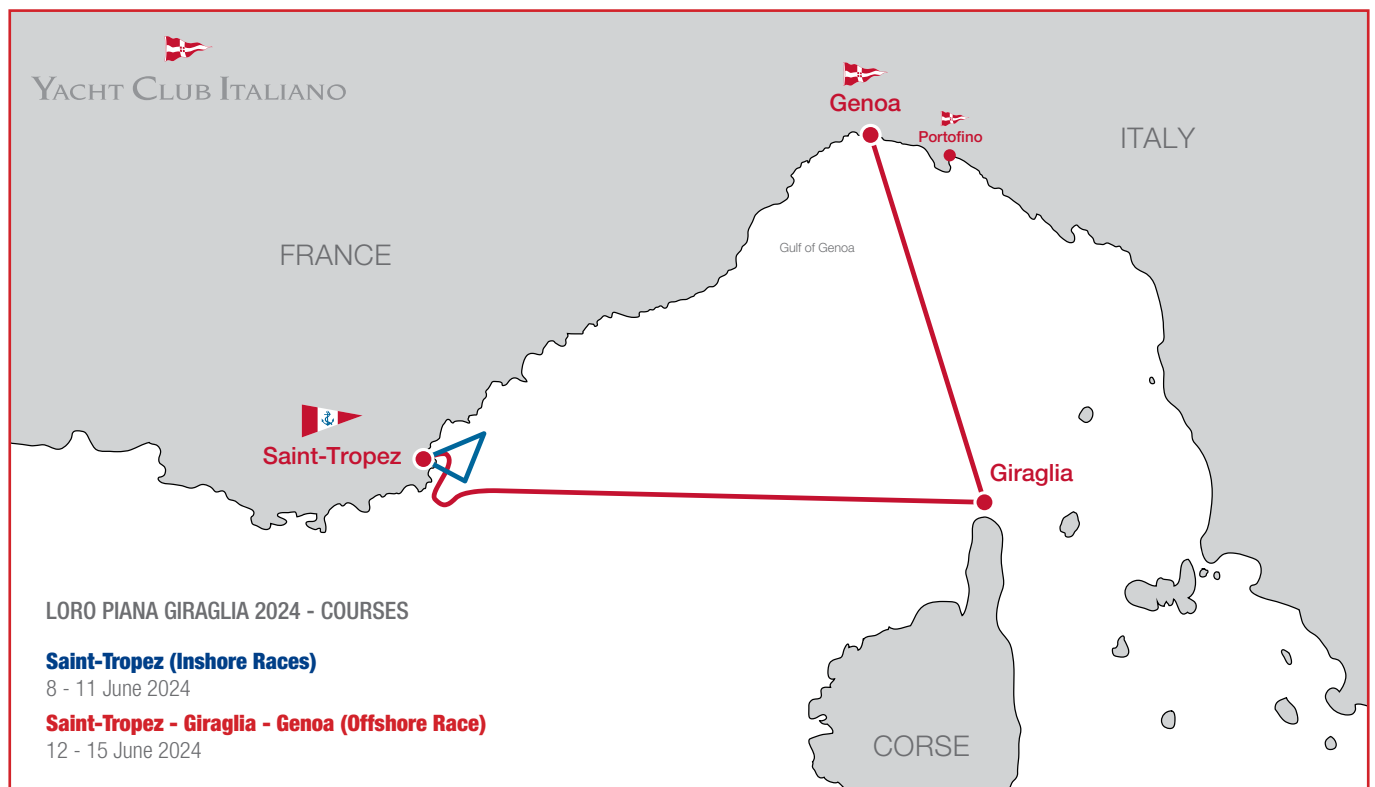 YACHT CLUB ITALIANO
Genoa
Portofino
ITALY
Gulf of Genoa
FRANCE
Saint-Tropez
Giraglia
LORO PIANA GIRAGLIA 2024 - COURSES
Saint-Tropez (Inshore Races)
8 - 11 June 2024
Saint-Tropez - Giraglia - Genoa (Offshore Race)
12 - 15 June 2024
CORSE